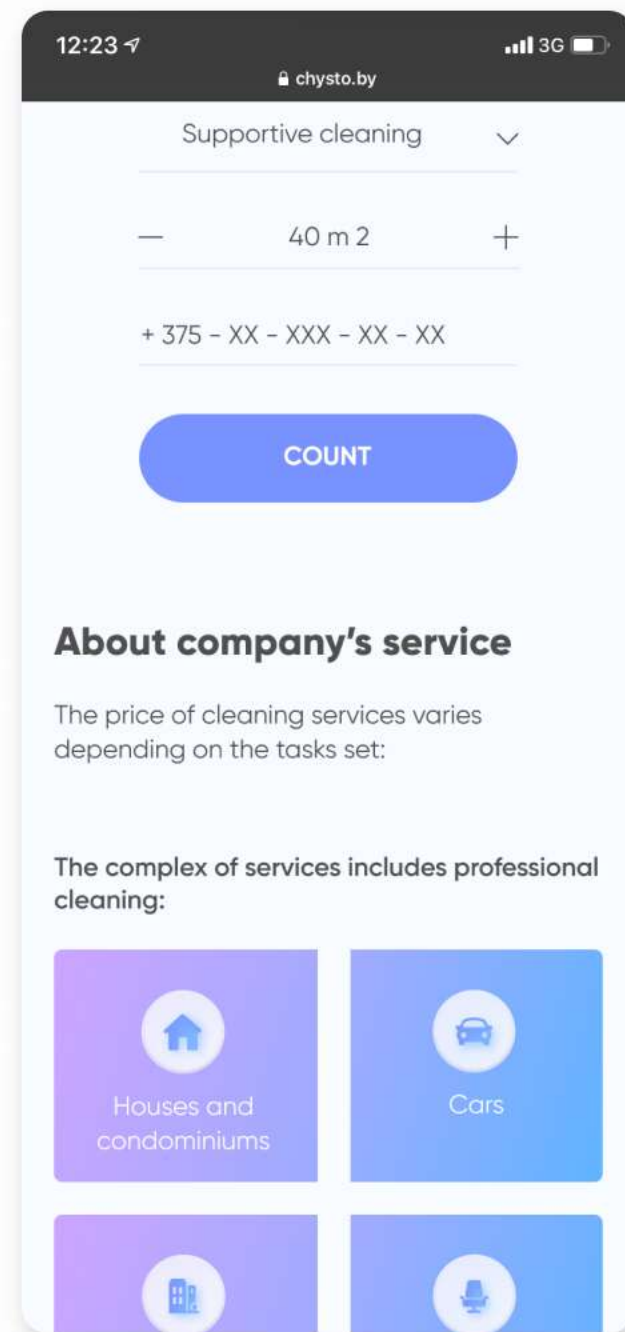 12:23
3G
chysto.by
Supportive cleaning
— 40 m 2 +
+ 375 - XX - XXX - XX - XX
COUNT
About company's service
The price of cleaning services varies
depending on the tasks set:
The complex of services includes professional
cleaning:
Houses and
condominiums
Cars